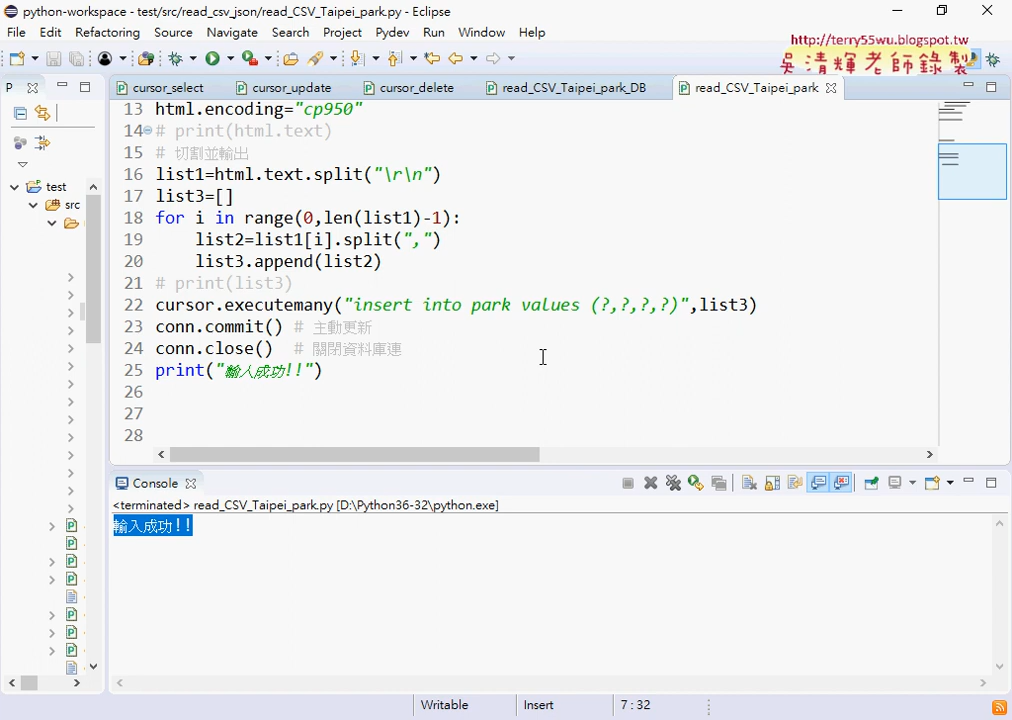 python-workspace - test/src/read_csv_json/read_CSV_Taipei_park.py - Eclipse
File Edit Refactoring Source Navigate Search Project Pydev Run Window Help
http://terry55wu.blogspot.tw
吳清輝老師錄製
P
cursor_select cursor_update cursor_delete read_CSV_Taipei_park_DB read_CSV_Taipei_park
test
src
13 html.encoding="cp950"
14 # print(html.text)
15 # 切割並輸出
16 list1=html.text.split("\r\n")
17 list3=[]
18 for i in range(0,len(list1)-1):
19 list2=list1[i].split(",")
20 list3.append(list2)
21 # print(list3)
22 cursor.executemany("insert into park values (?,?,?,?)",list3)
23 conn.commit() # 主動更新
24 conn.close() # 關閉資料庫連
25 print("輸入成功!!")
26
27
28
Console
<terminated> read_CSV_Taipei_park.py [D:\Python36-32\python.exe]
輸入成功!!
Writable Insert 7 : 32